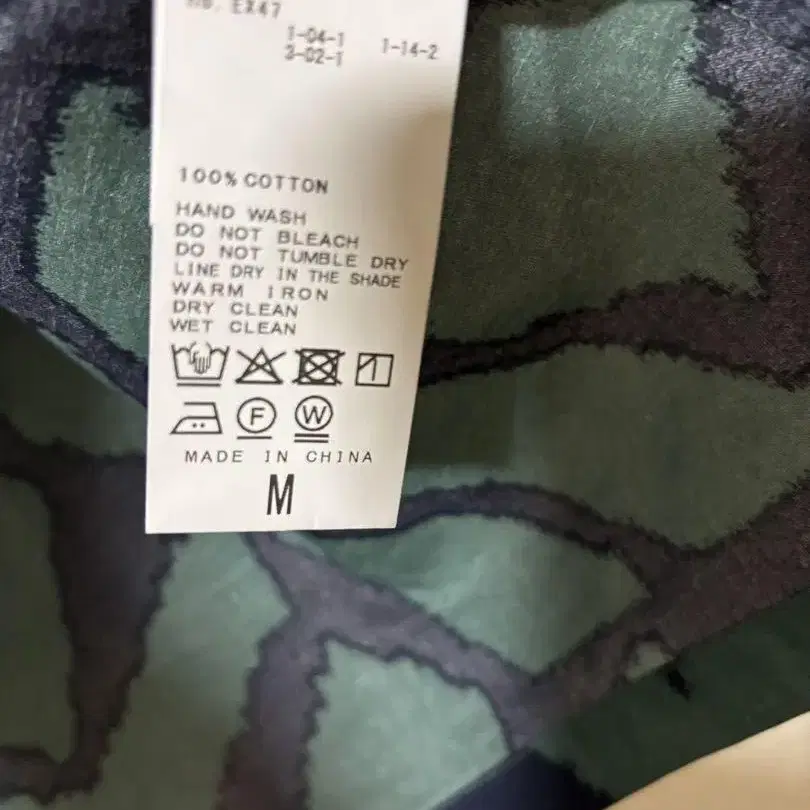 No. EX47
1-04-1
3-02-1
1-14-2
100% COTTON
HAND WASH
DO NOT BLEACH
DO NOT TUMBLE DRY
LINE DRY IN THE SHADE
WARM IRON
DRY CLEAN
WET CLEAN
F
W
MADE IN CHINA
M